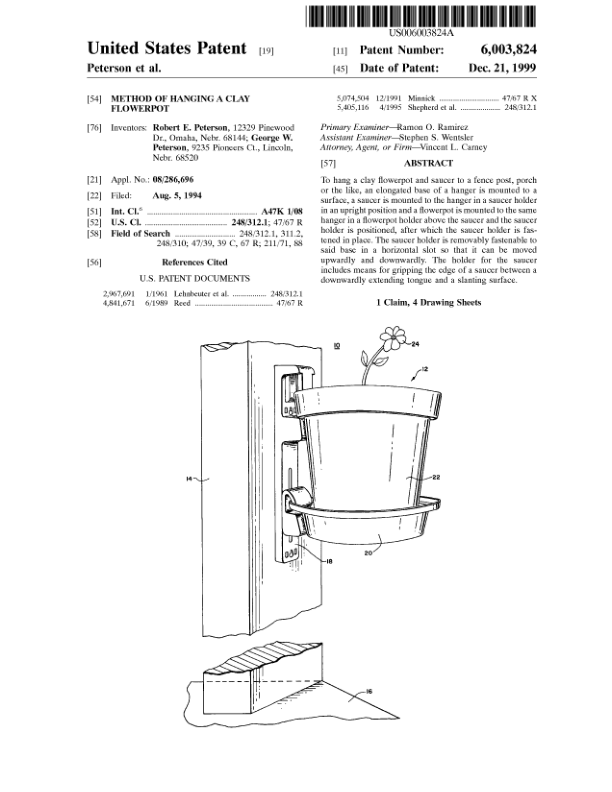 US006003824A
United States Patent [19]
[11] Patent Number: 6,003,824
Peterson et al.
[45] Date of Patent: Dec. 21, 1999
[54] METHOD OF HANGING A CLAY
FLOWERPOT
[76] Inventors: Robert E. Peterson, 12329 Pinewood
Dr., Omaha, Nebr. 68144; George W.
Peterson, 9235 Pioneers Ct., Lincoln,
Nebr. 68520
[21] Appl. No.: 08/286,696
[22] Filed: Aug. 5, 1994
[51] Int. Cl.⁶ .......................................... A47K 1/08
[52] U.S. Cl. .................................. 248/312.1; 47/67 R
[58] Field of Search ........................ 248/312.1, 311.2,
248/310; 47/39, 39 C, 67 R; 211/71, 88
[56] References Cited
U.S. PATENT DOCUMENTS
2,967,691 1/1961 Lehnbeuter et al. ................ 248/312.1
4,841,671 6/1989 Reed ..................................... 47/67 R
5,074,504 12/1991 Minnick ............................. 47/67 R X
5,405,116 4/1995 Shepherd et al. ................... 248/312.1
Primary Examiner—Ramon O. Ramirez
Assistant Examiner—Stephen S. Wentsler
Attorney, Agent, or Firm—Vincent L. Carney
[57] ABSTRACT
To hang a clay flowerpot and saucer to a fence post, porch
or the like, an elongated base of a hanger is mounted to a
surface, a saucer is mounted to the hanger in a saucer holder
in an upright position and a flowerpot is mounted to the same
hanger in a flowerpot holder above the saucer and the saucer
holder is positioned, after which the saucer holder is fas-
tened in place. The saucer holder is removably fastenable to
said base in a horizontal slot so that it can be moved
upwardly and downwardly. The holder for the saucer
includes means for gripping the edge of a saucer between a
downwardly extending tongue and a slanting surface.
1 Claim, 4 Drawing Sheets
10
24
12
14
22
18
20
16